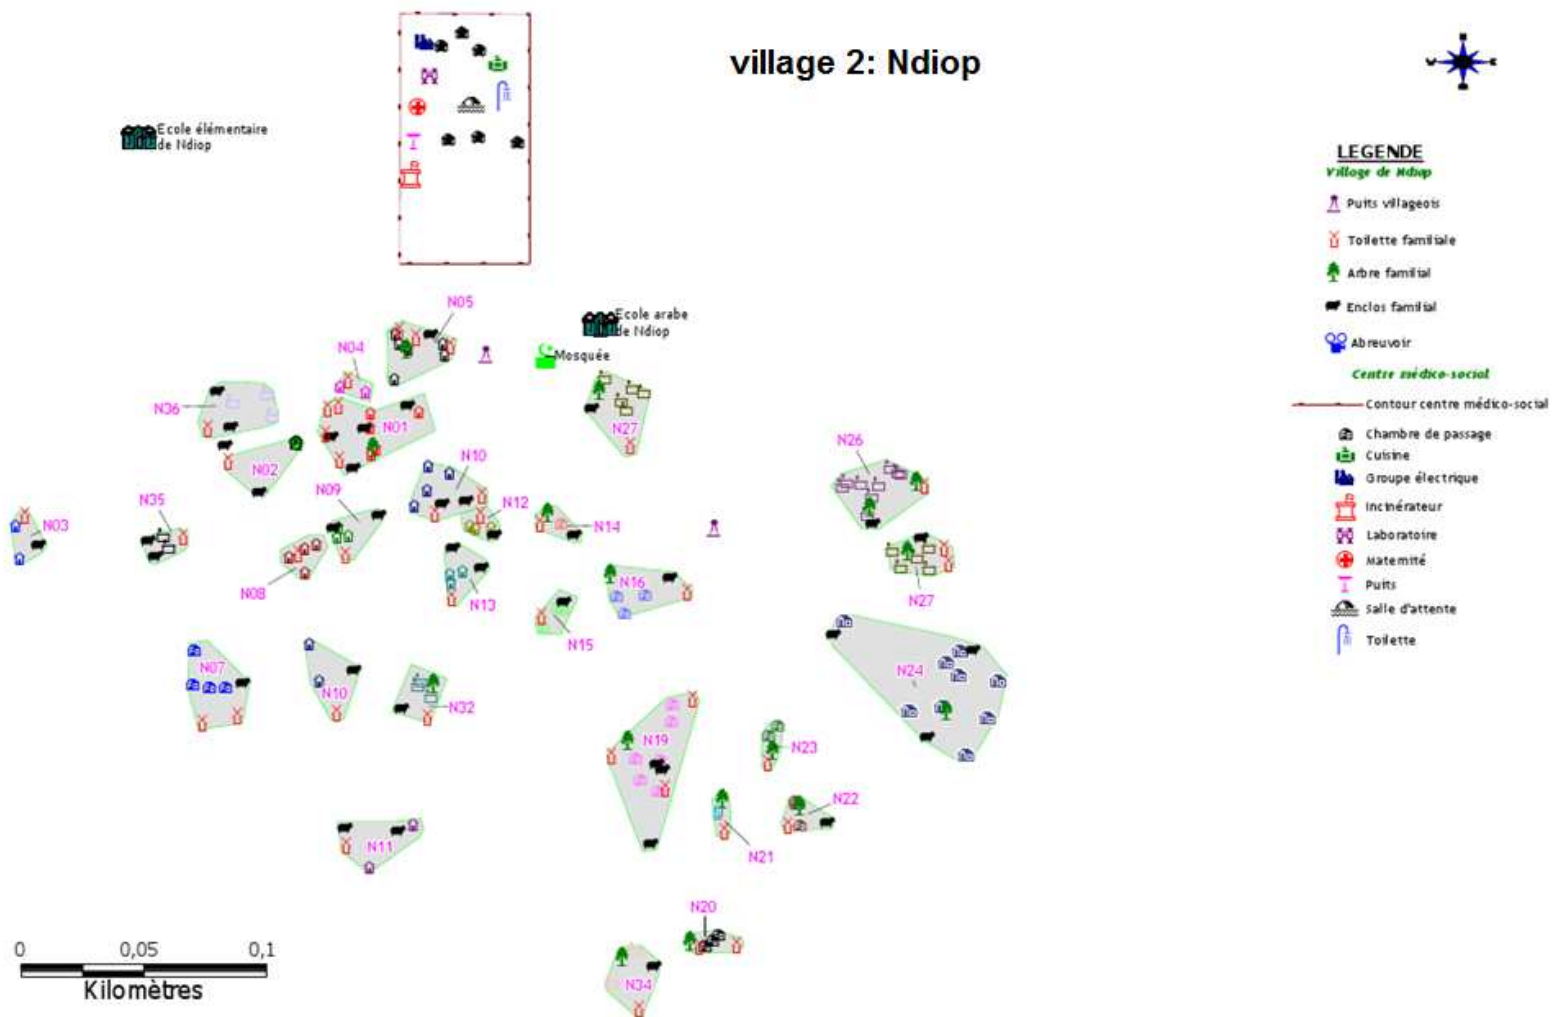 village 2: Ndiop
N
W
E
S
Ecole élémentaire
de Ndiop
LEGENDE
Village de Ndiop
Puits villageois
Toilette familiale
Arbre familial
Enclos familial
Abreuvoir
Centre médico-social
Contour centre médico-social
Chambre de passage
Cuisine
Groupe électrique
Incinérateur
Laboratoire
Maternité
Puits
Salle d'attente
Toilette
N05
Ecole arabe
de Ndiop
N04
Mosquée
N36
N01
N27
N26
N02
N10
N09
N35
N12
N03
N14
N08
N13
N16
N27
N15
N07
N10
N32
N24
N19
N23
N22
N11
N21
N20
N34
0
0,05
0,1
Kilomètres